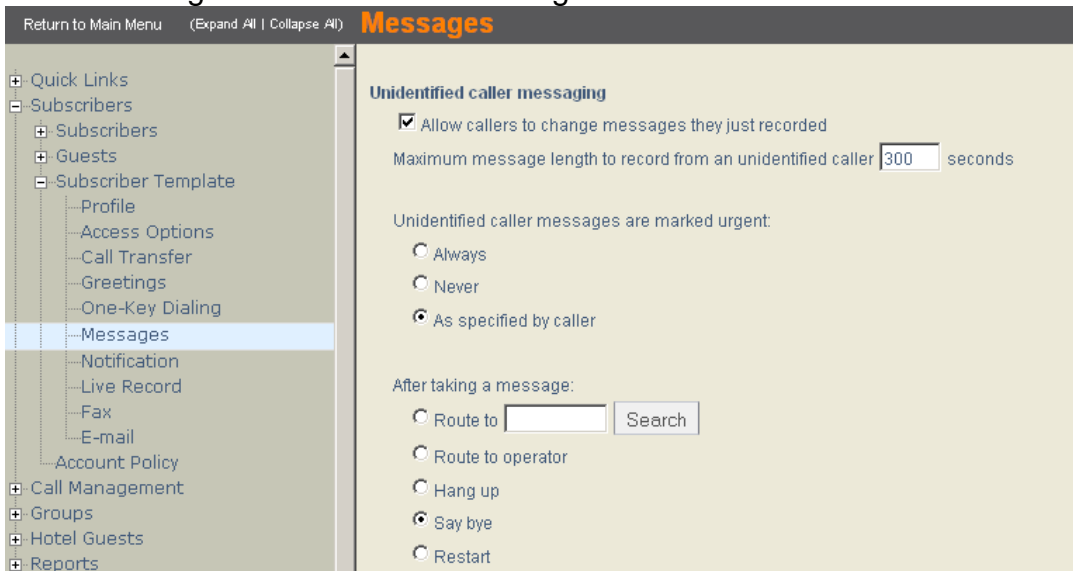 Return to Main Menu (Expand All | Collapse All) Messages
Quick Links
Subscribers
Subscribers
Guests
Subscriber Template
Profile
Access Options
Call Transfer
Greetings
One-Key Dialing
Messages
Notification
Live Record
Fax
E-mail
Account Policy
Call Management
Groups
Hotel Guests
Reports
Unidentified caller messaging
Allow callers to change messages they just recorded
Maximum message length to record from an unidentified caller 300 seconds
Unidentified caller messages are marked urgent:
Always
Never
As specified by caller
After taking a message:
Route to Search
Route to operator
Hang up
Say bye
Restart